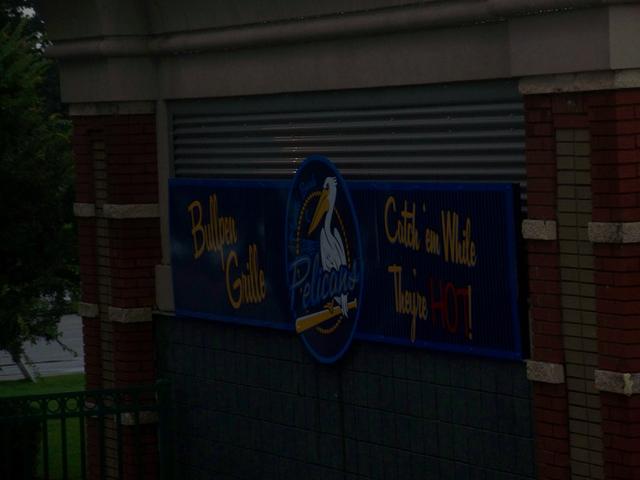 Bullpen
Grille
Pelicans
Catch 'em While
They're HOT!